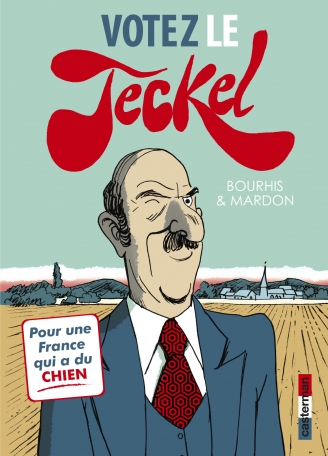 VOTEZ LE
Teckel
BOURHIS
& MARDON
Pour une
France
qui a du
CHIEN
casterman